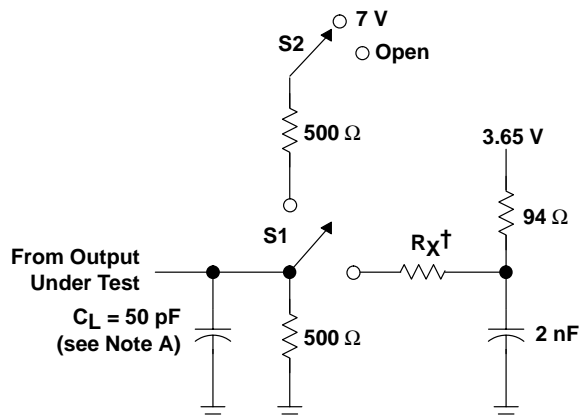 7 V
S2
Open
500 Ω
3.65 V
94 Ω
S1
RX†
From Output
Under Test
CL = 50 pF
(see Note A)
500 Ω
2 nF